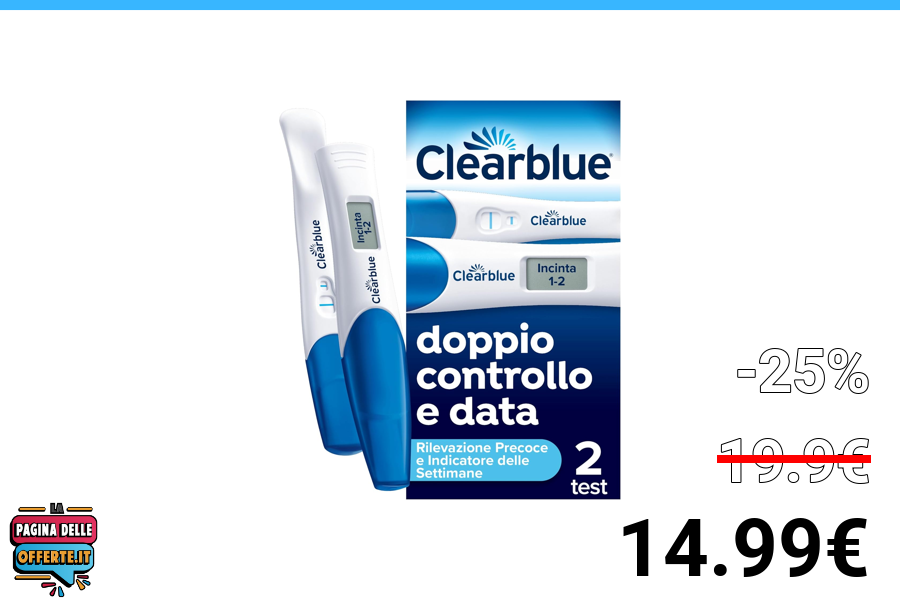 Clearblue
Clearblue
Incinta
1-2
Clearblue
Clearblue
Clearblue
Incinta
1-2
doppio
controllo
e data
Rilevazione Precoce
e Indicatore delle
Settimane
2
test
-25%
19.9€
14.99€
LA
PAGINA DELLE
OFFERTE.IT